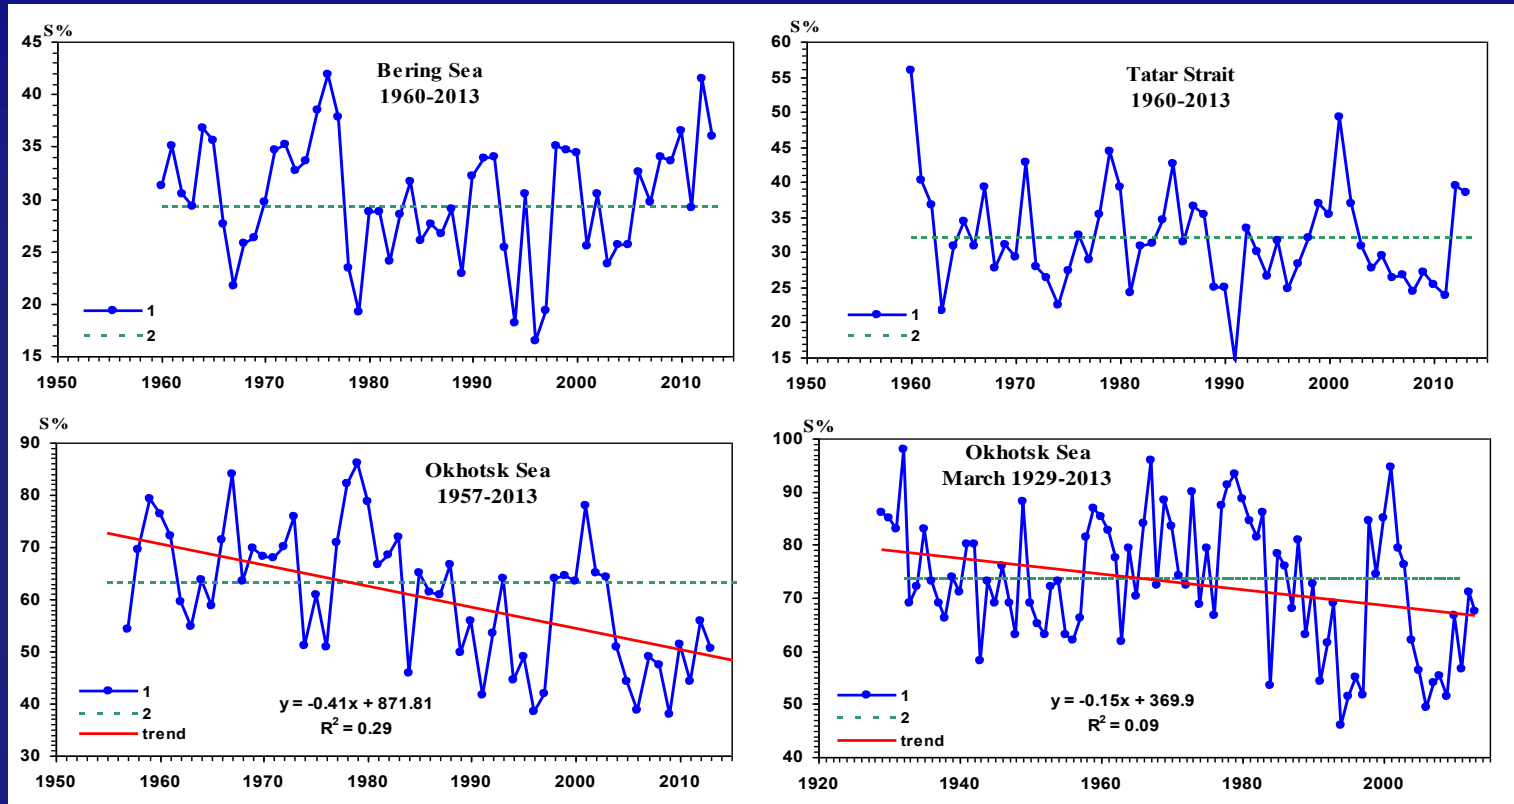 S%
45
40
35
30
25
20
15
Bering Sea
1960-2013
1
2
1950 1960 1970 1980 1990 2000 2010
S%
60
55
50
45
40
35
30
25
20
15
Tatar Strait
1960-2013
1
2
1950 1960 1970 1980 1990 2000 2010
S%
90
80
70
60
50
40
30
Okhotsk Sea
1957-2013
1
2
trend
y = -0.41x + 871.81
R² = 0.29
1950 1960 1970 1980 1990 2000 2010
S%
100
90
80
70
60
50
40
Okhotsk Sea
March 1929-2013
1
2
trend
y = -0.15x + 369.9
R² = 0.09
1920 1940 1960 1980 2000